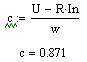 c := (U − R·In)/w
c = 0.871